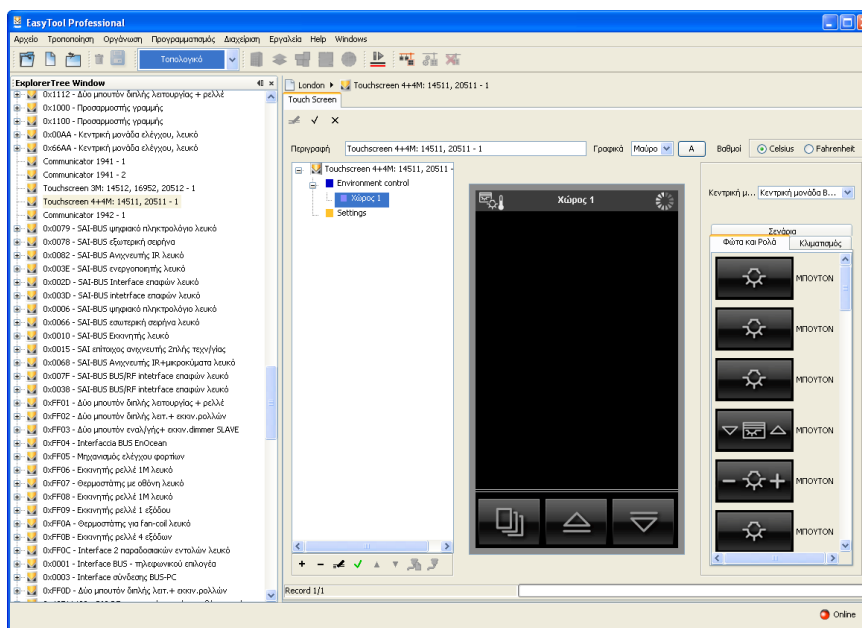 EasyTool Professional
Αρχείο Τροποποίηση Οργάνωση Προγραμματισμός Διαχείριση Εργαλεία Help Windows
Τοπολογικό
ExplorerTree Window
0x1112 - Δύο μπουτόν διπλής λειτουργίας + ρελλέ
0x1000 - Προσαρμοστής γραμμής
0x1100 - Προσαρμοστής γραμμής
0x00AA - Κεντρική μονάδα ελέγχου, λευκό
0x66AA - Κεντρική μονάδα ελέγχου, λευκό
Communicator 1941 - 1
Communicator 1941 - 2
Touchscreen 3M: 14512, 16952, 20512 - 1
Touchscreen 4+4M: 14511, 20511 - 1
Communicator 1942 - 1
0x0079 - SAI-BUS ψηφιακό πληκτρολόγιο λευκό
0x0078 - SAI-BUS εξωτερική σειρήνα
0x0082 - SAI-BUS Ανιχνευτής IR λευκό
0x003E - SAI-BUS ενεργοποιητής λευκό
0x002D - SAI-BUS Interface επαφών λευκό
0x003D - SAI-BUS intetrface επαφών λευκό
0x0006 - SAI-BUS ψηφιακό πληκτρολόγιο λευκό
0x0066 - SAI-BUS εσωτερική σειρήνα λευκό
0x0010 - SAI-BUS Εκκινητής λευκό
0x0015 - SAI επίτοιχος ανιχνευτής 2πλής τεχν/γίας
0x0068 - SAI-BUS Ανιχνευτής IR+μικροκύματα λευκό
0x007F - SAI-BUS BUS/RF intetrface επαφών λευκό
0x0038 - SAI-BUS BUS/RF intetrface επαφών λευκό
0xFF01 - Δύο μπουτόν διπλής λειτουργίας + ρελλέ
0xFF02 - Δύο μπουτόν διπλής λειτ.+ εκκιν.ρολλών
0xFF03 - Δύο μπουτόν εναλ/γής+ εκκιν.dimmer SLAVE
0xFF04 - Interfaccia BUS EnOcean
0xFF05 - Μηχανισμός ελέγχου φορτίων
0xFF06 - Εκκινητής ρελλέ 1M λευκό
0xFF07 - Θερμοστάτης με οθόνη λευκό
0xFF08 - Εκκινητής ρελλέ 1M λευκό
0xFF09 - Εκκινητής ρελλέ 1 εξόδου
0xFF0A - Θερμοστάτης για fan-coil λευκό
0xFF0B - Εκκινητής ρελλέ 4 εξόδων
0xFF0C - Interface 2 παραδοσιακών εντολών λευκό
0x0001 - Interface BUS - τηλεφωνικού επιλογέα
0x0003 - Interface σύνδεσης BUS-PC
0xFF0D - Δύο μπουτόν διπλής λειτ.+ εκκιν.ρολλών
London
Touchscreen 4+4M: 14511, 20511 - 1
Touch Screen
Περιγραφή Touchscreen 4+4M: 14511, 20511 - 1 Γραφικά Μαύρο A Βαθμοί Celsius Fahrenheit
Touchscreen 4+4M: 14511, 20511 -
Environment control
Χώρος 1
Settings
Χώρος 1
Κεντρική μ... Κεντρική μονάδα B...
Σενάρια
Φώτα και Ρολά Κλιματισμός
ΜΠΟΥΤΟΝ
ΜΠΟΥΤΟΝ
ΜΠΟΥΤΟΝ
ΜΠΟΥΤΟΝ
ΜΠΟΥΤΟΝ
ΜΠΟΥΤΟΝ
Record 1/1
Online